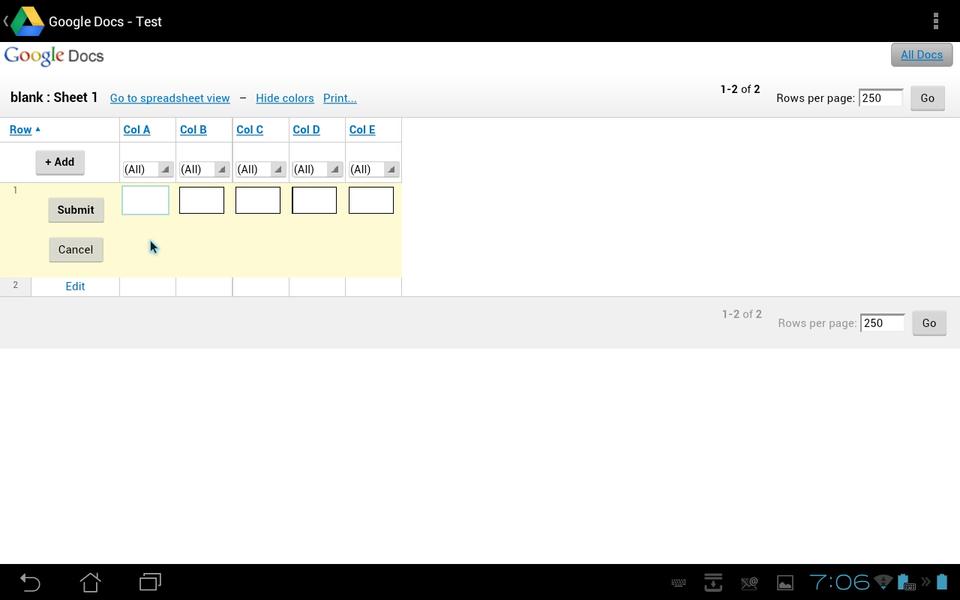 Google Docs - Test
Google Docs
All Docs
blank : Sheet 1 Go to spreadsheet view – Hide colors Print...
1-2 of 2 Rows per page: 250 Go
Row Col A Col B Col C Col D Col E
+ Add (All) (All) (All) (All) (All)
1
Submit
Cancel
2 Edit
1-2 of 2 Rows per page: 250 Go
7:06